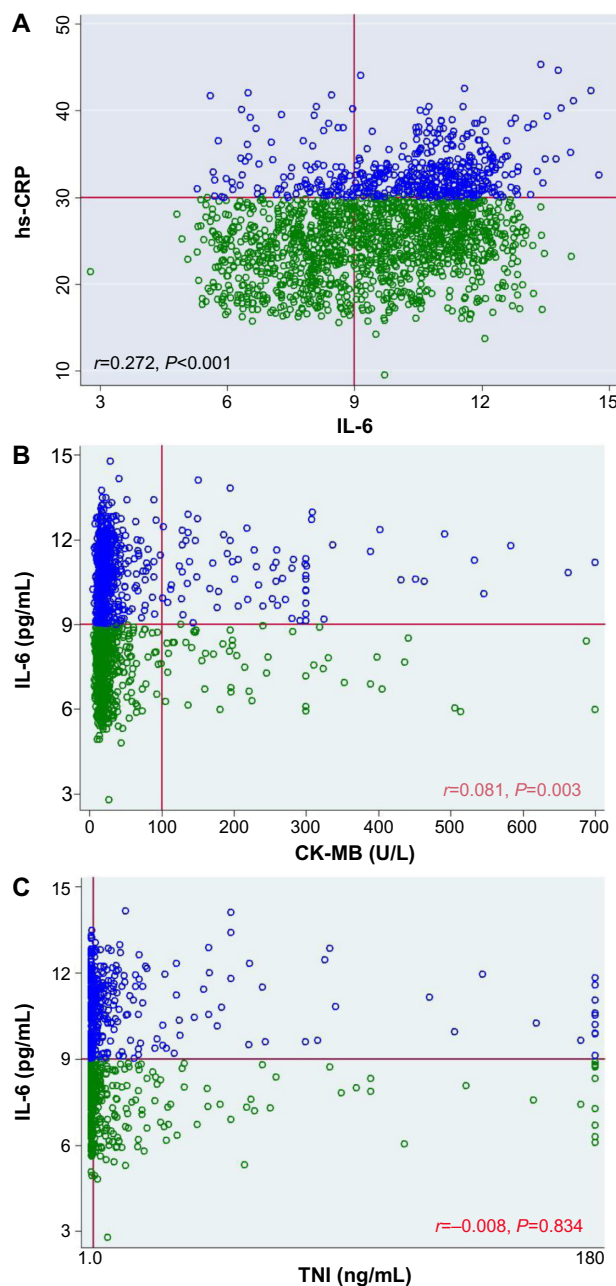 A
50
40
30
20
10
hs-CRP
r=0.272, P<0.001
3
6
9
12
15
IL-6
B
15
12
9
6
3
IL-6 (pg/mL)
r=0.081, P=0.003
0
100
200
300
400
500
600
700
CK-MB (U/L)
C
15
12
9
6
3
IL-6 (pg/mL)
r=–0.008, P=0.834
1.0
180
TNI (ng/mL)